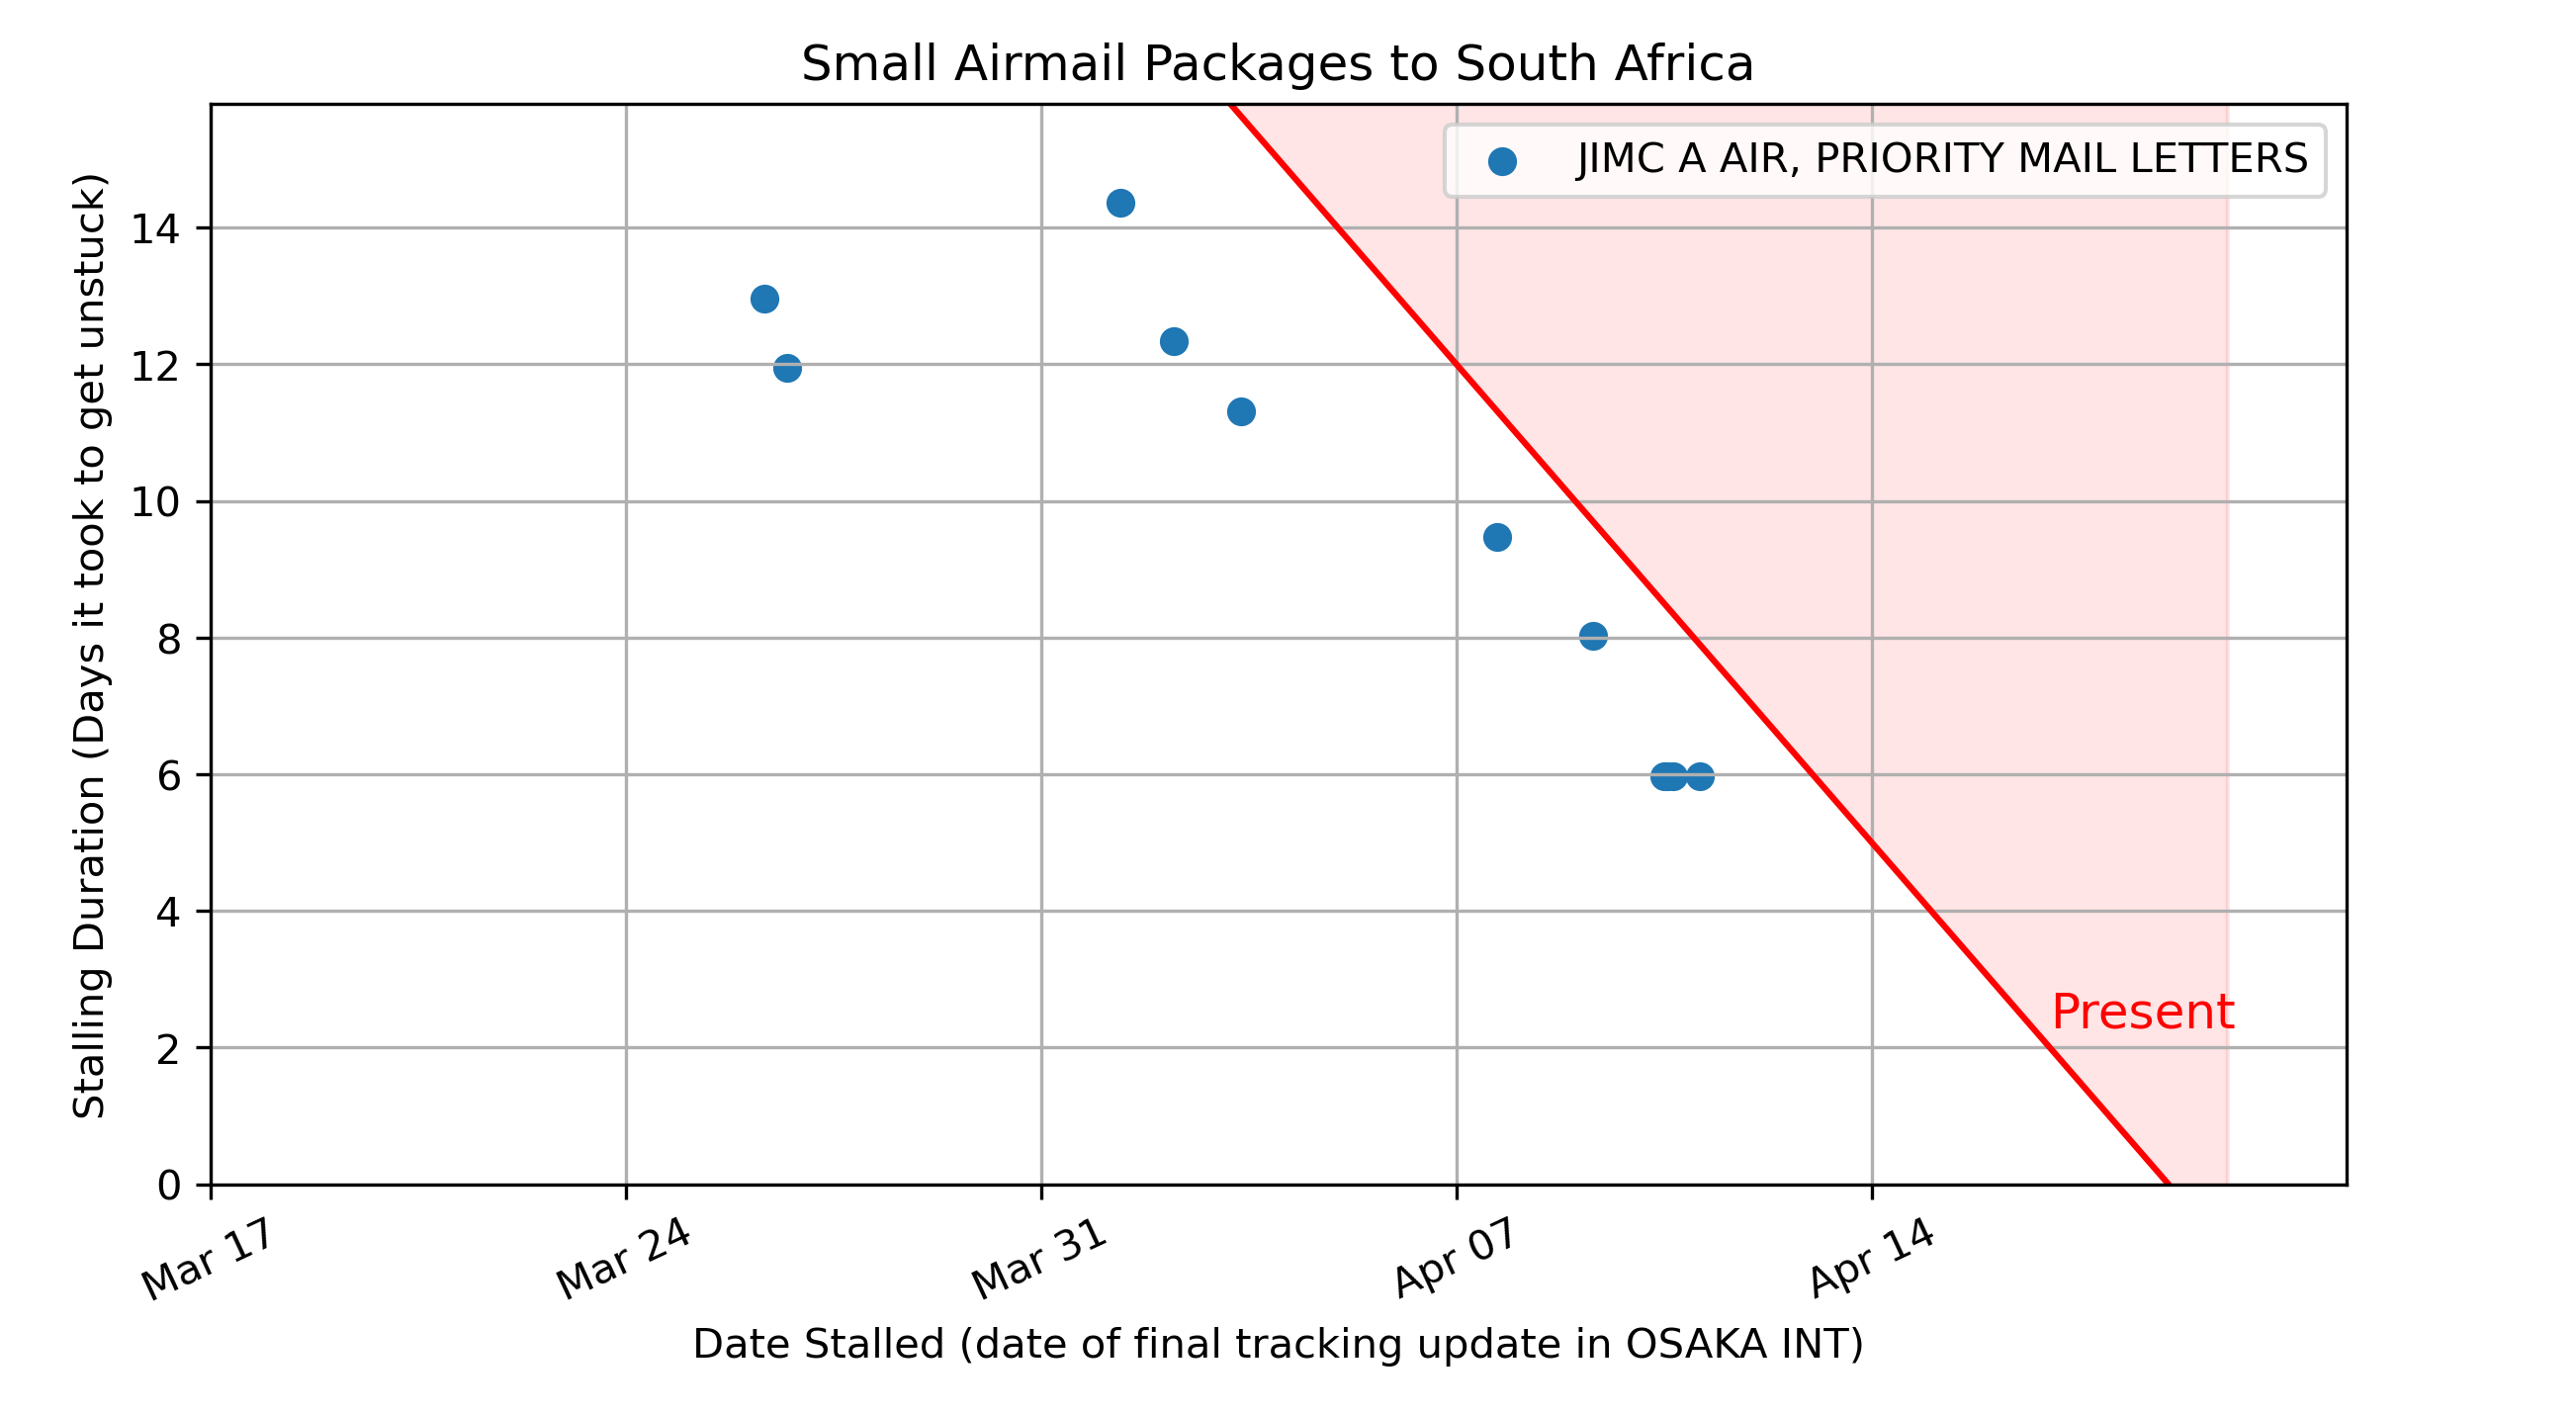 Small Airmail Packages to South Africa
JIMC A AIR, PRIORITY MAIL LETTERS
Stalling Duration (Days it took to get unstuck)
14
12
10
8
6
4
2
0
Present
Mar 17
Mar 24
Mar 31
Apr 07
Apr 14
Date Stalled (date of final tracking update in OSAKA INT)